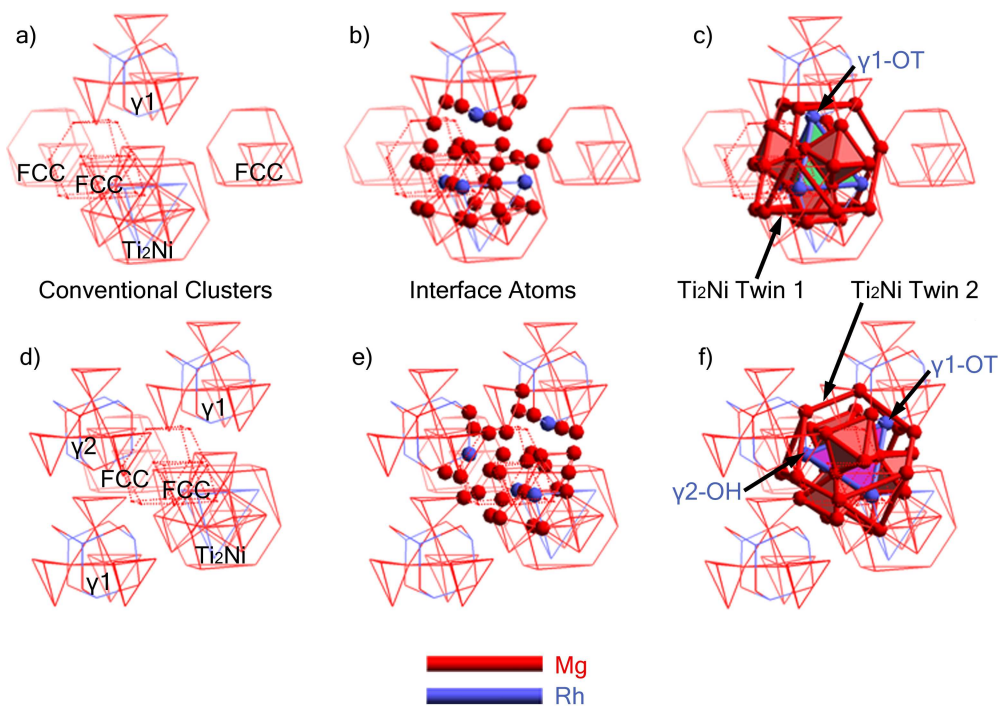 a)
b)
c)
γ1-OT
γ1
FCC
FCC
FCC
Ti₂Ni
Conventional Clusters
Interface Atoms
Ti₂Ni Twin 1
Ti₂Ni Twin 2
d)
e)
f)
γ1-OT
γ1
γ2
FCC
FCC
γ2-OH
Ti₂Ni
γ1
Mg
Rh